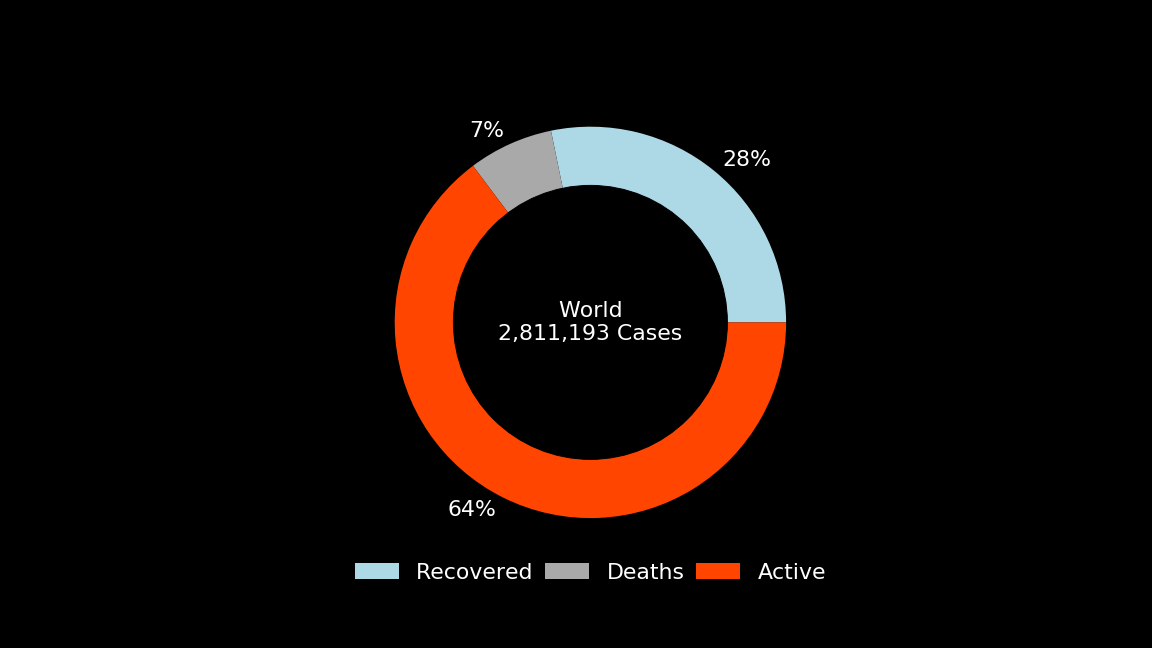 7%
28%
World
2,811,193 Cases
64%
Recovered
Deaths
Active